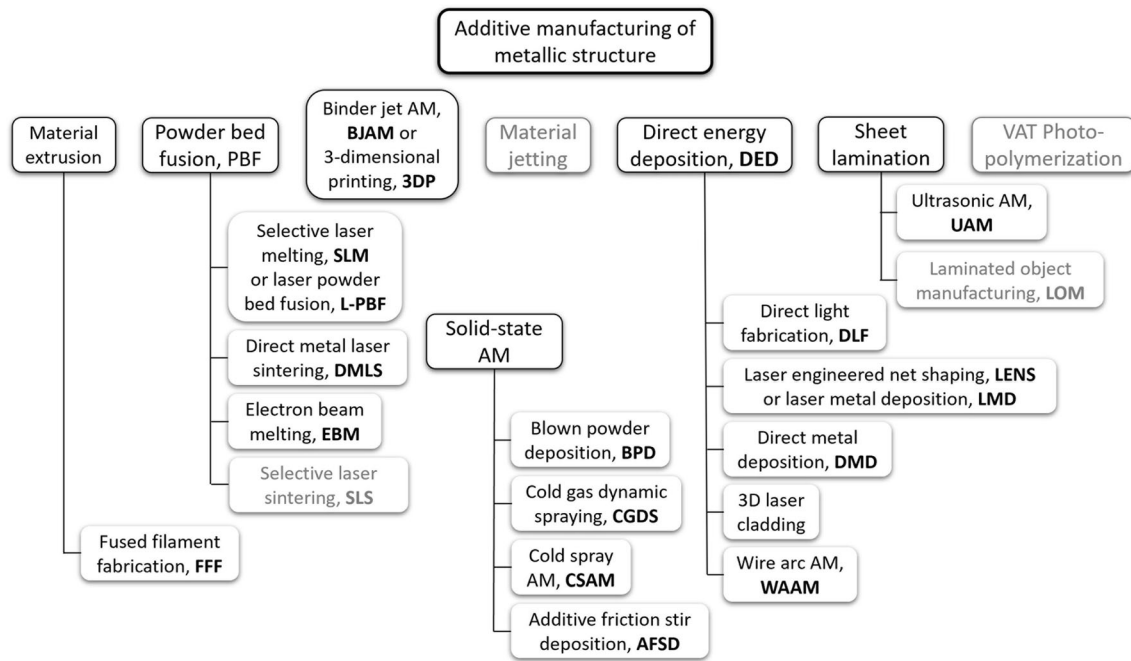 Additive manufacturing of
metallic structure
Material
extrusion
Fused filament
fabrication, FFF
Powder bed
fusion, PBF
Selective laser
melting, SLM
or laser powder
bed fusion, L-PBF
Direct metal laser
sintering, DMLS
Electron beam
melting, EBM
Selective laser
sintering, SLS
Binder jet AM,
BJAM or
3-dimensional
printing, 3DP
Solid-state
AM
Blown powder
deposition, BPD
Cold gas dynamic
spraying, CGDS
Cold spray
AM, CSAM
Additive friction stir
deposition, AFSD
Material
jetting
Direct energy
deposition, DED
Direct light
fabrication, DLF
Laser engineered net shaping, LENS
or laser metal deposition, LMD
Direct metal
deposition, DMD
3D laser
cladding
Wire arc AM,
WAAM
Sheet
lamination
Ultrasonic AM,
UAM
Laminated object
manufacturing, LOM
VAT Photo-
polymerization